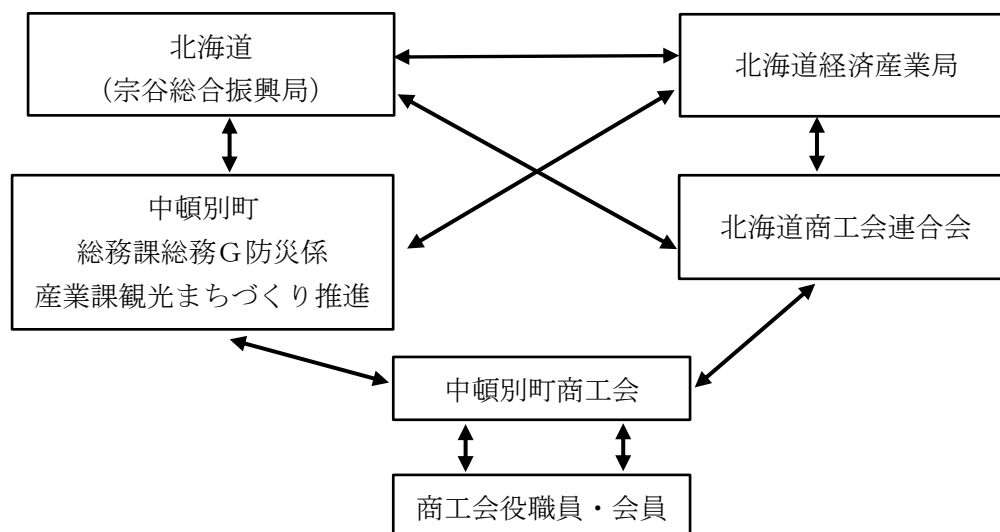 北海道
（宗谷総合振興局）
北海道経済産業局
中頓別町
総務課総務Ｇ防災係
産業課観光まちづくり推進
北海道商工会連合会
中頓別町商工会
商工会役職員・会員